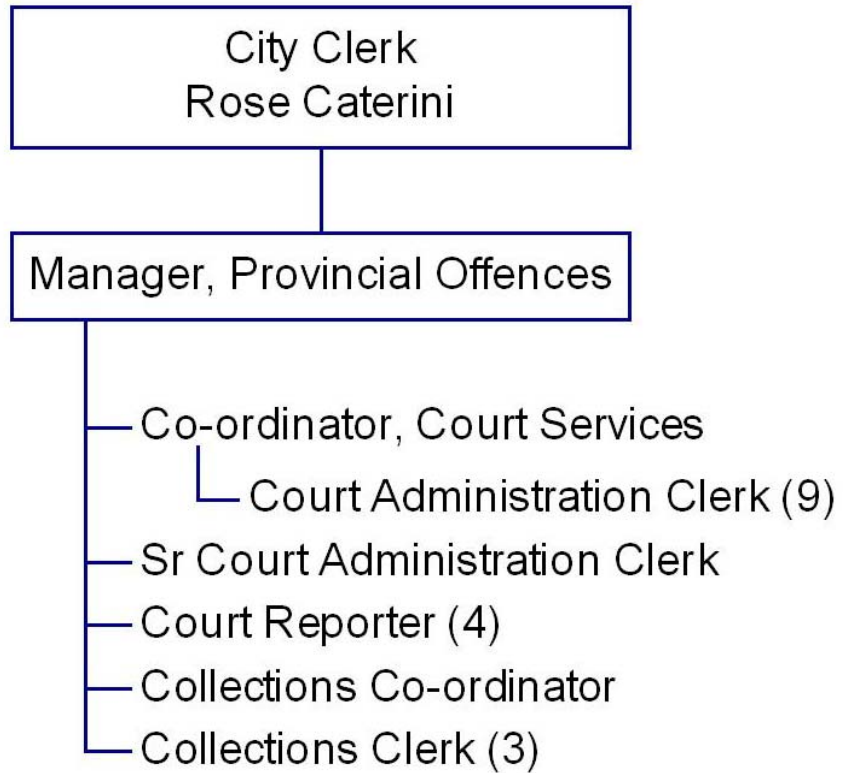 City Clerk
Rose Caterini
Manager, Provincial Offences
Co-ordinator, Court Services
Court Administration Clerk (9)
Sr Court Administration Clerk
Court Reporter (4)
Collections Co-ordinator
Collections Clerk (3)